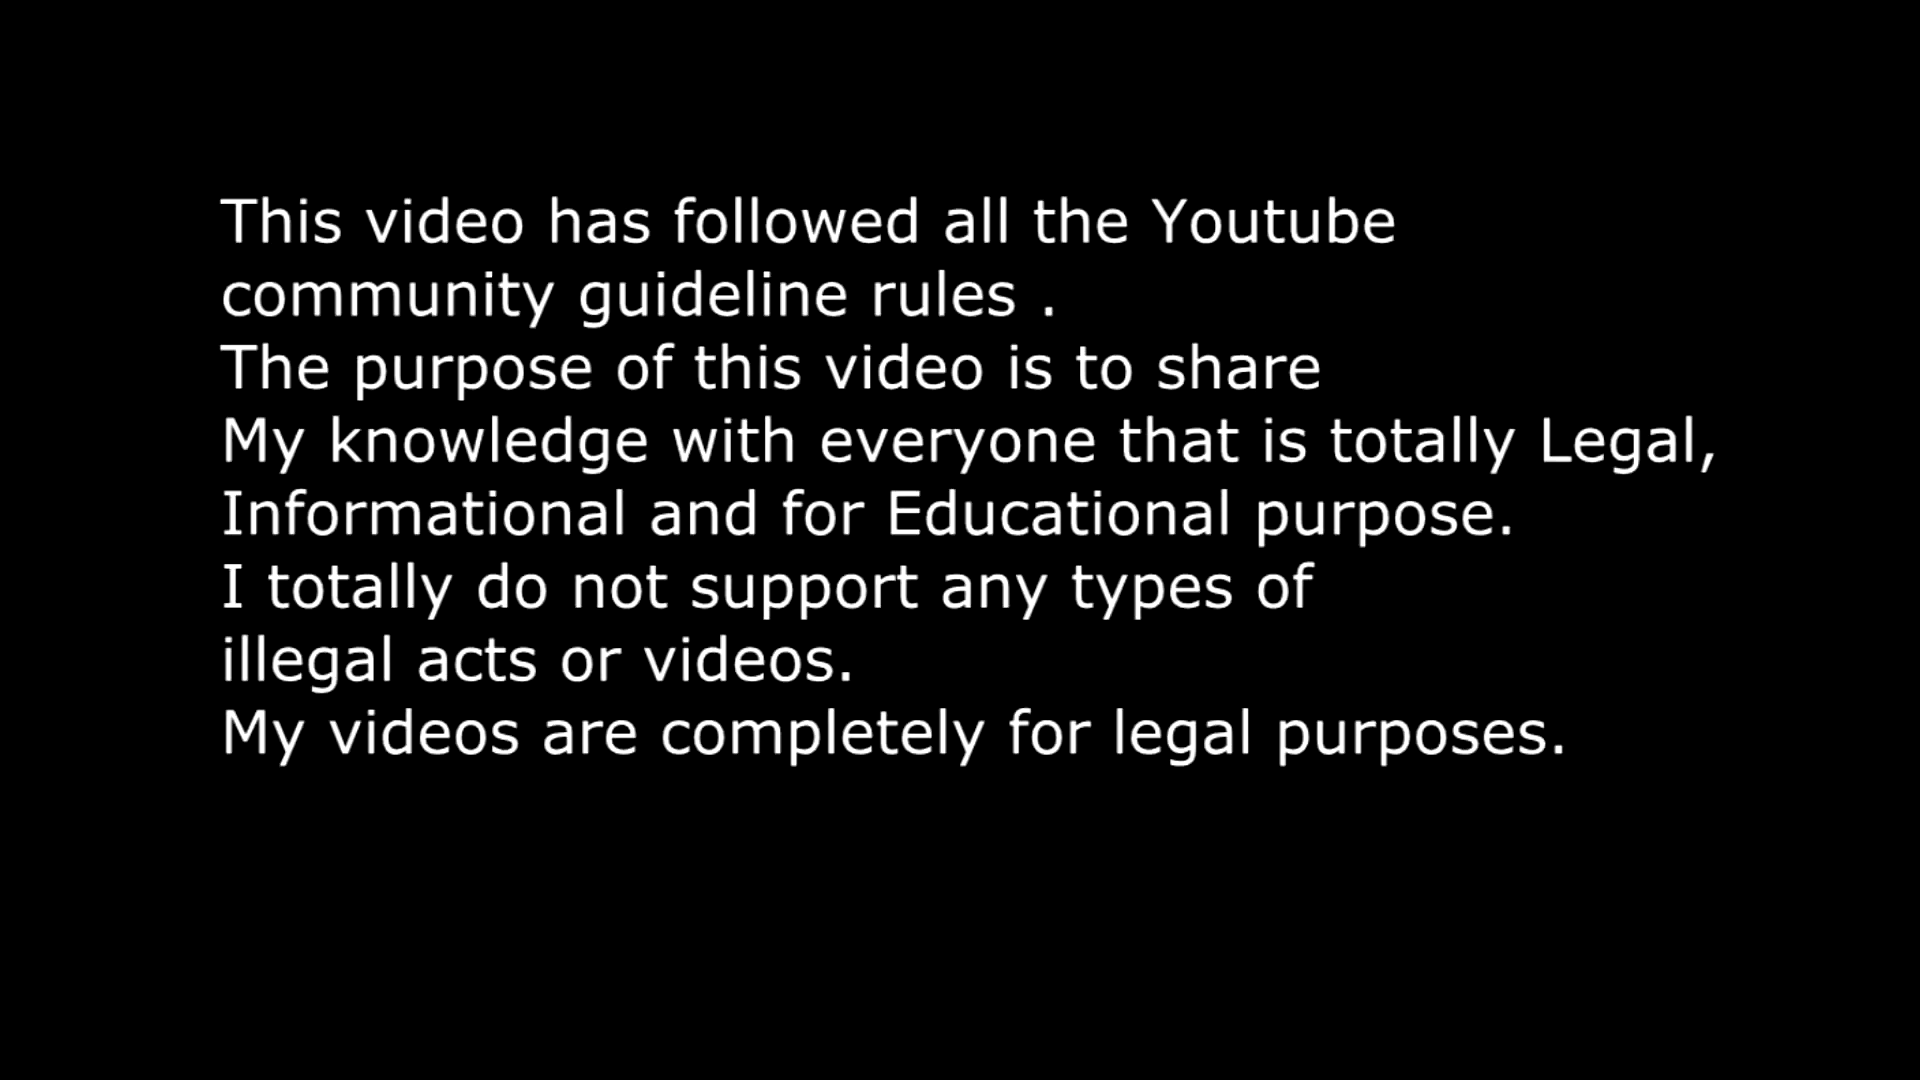 This video has followed all the Youtube
community guideline rules .
The purpose of this video is to share
My knowledge with everyone that is totally Legal,
Informational and for Educational purpose.
I totally do not support any types of
illegal acts or videos.
My videos are completely for legal purposes.